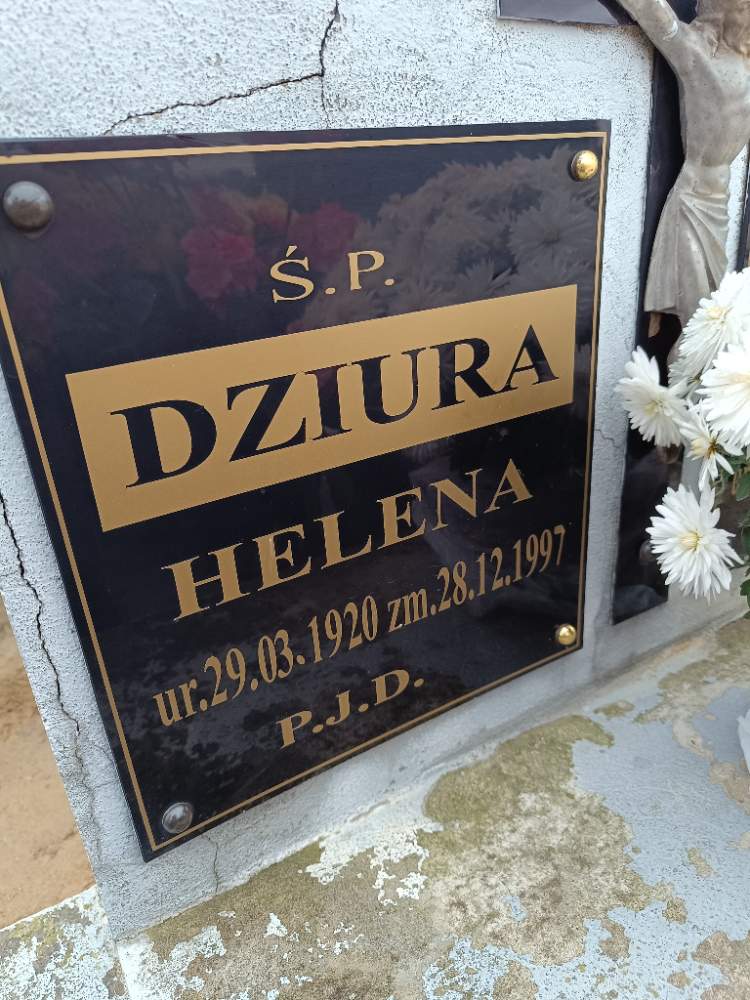 Ś.P.
DZIURA
HELENA
ur.29.03.1920 zm.28.12.1997
P.J.D.